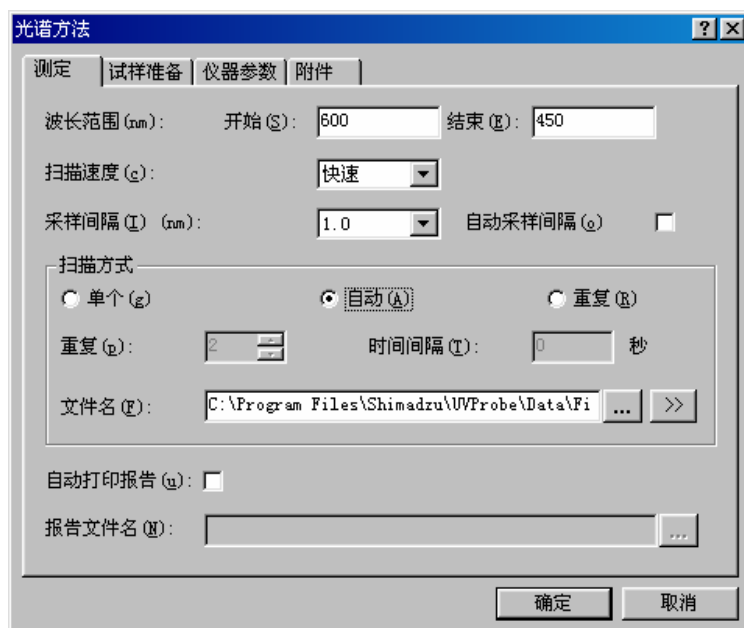 光谱方法
测定 试样准备 仪器参数 附件
波长范围(nm): 开始(S): 600 结束(E): 450
扫描速度(c): 快速
采样间隔(I) (nm): 1.0 自动采样间隔(o)
扫描方式
单个(g) 自动(A) 重复(R)
重复(p): 2 时间间隔(T): 0 秒
文件名(F): C:\Program Files\Shimadzu\UVProbe\Data\Fi ... >>
自动打印报告(u):
报告文件名(N): ...
确定 取消